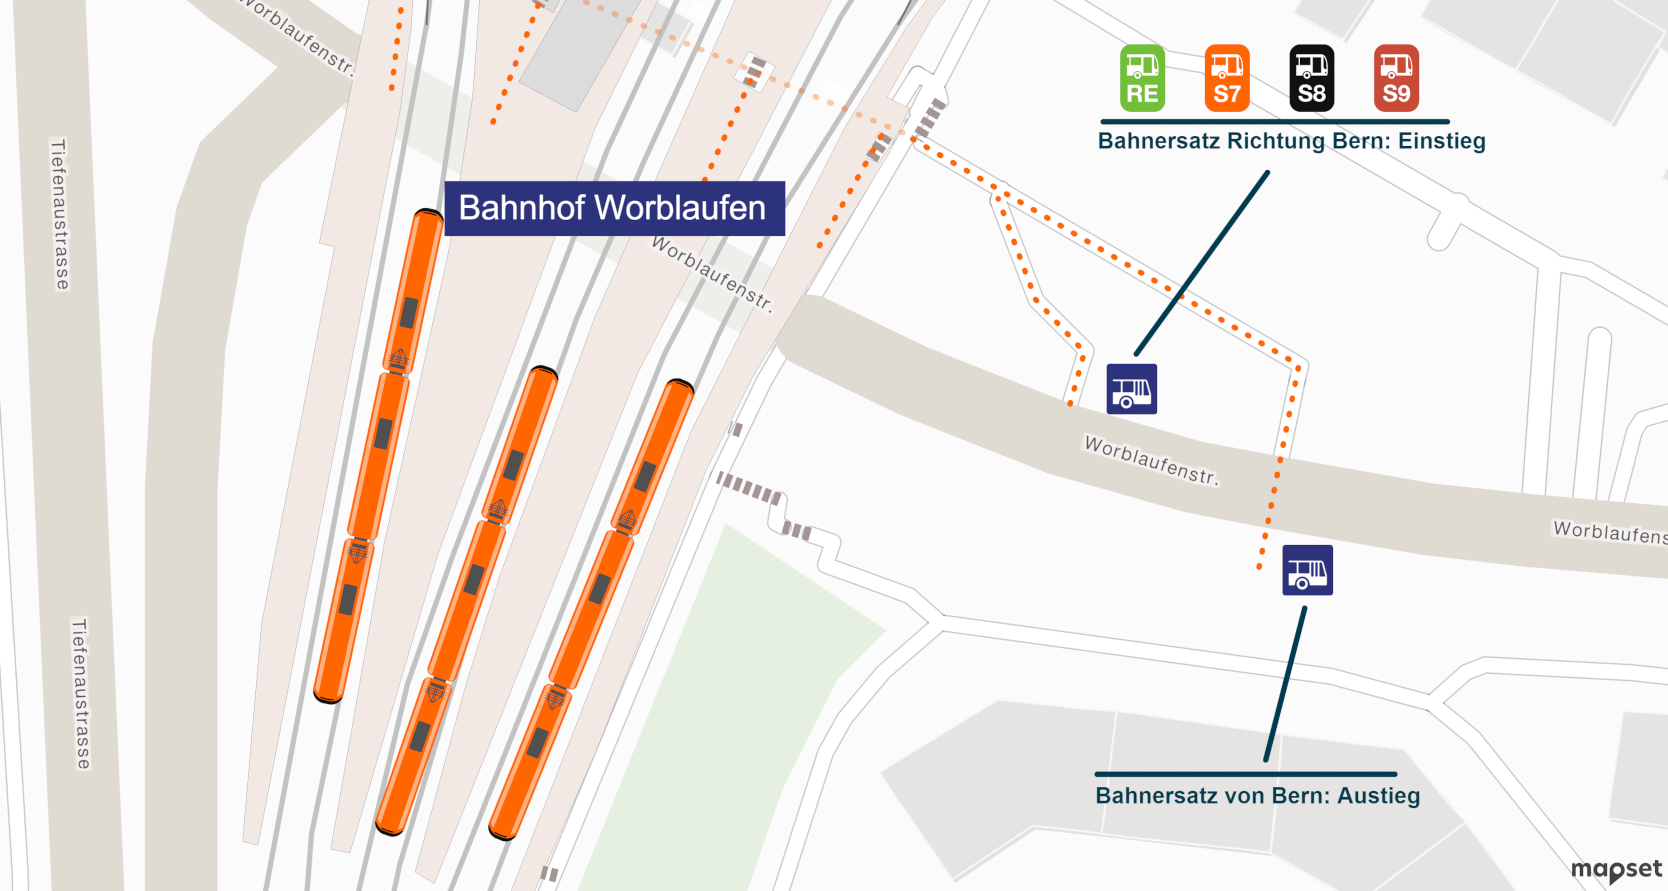 Worblaufenstr.
RE
S7
S8
S9
Bahnersatz Richtung Bern: Einstieg
Tiefenaustrasse
Bahnhof Worblaufen
Worblaufenstr.
Worblaufenstr.
Worblaufens
Tiefenaustrasse
Bahnersatz von Bern: Austieg
mapset